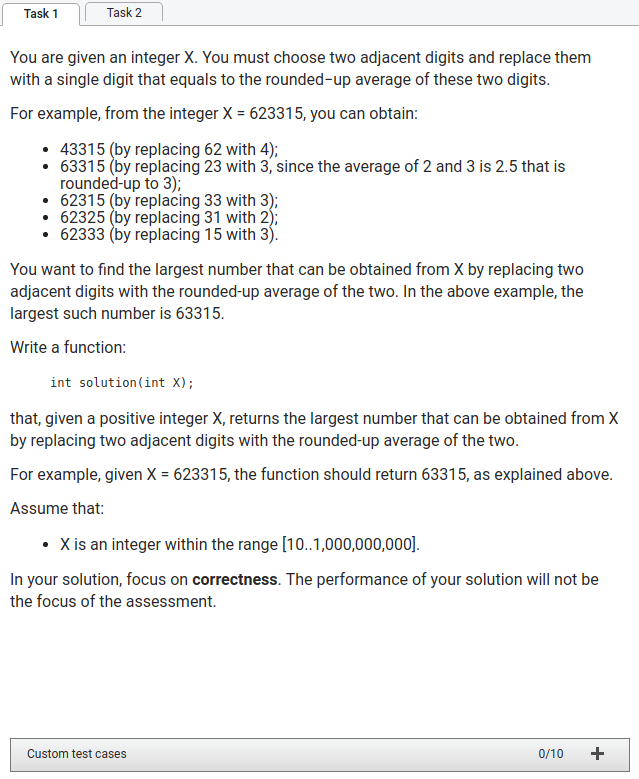 Task 1
Task 2
You are given an integer X. You must choose two adjacent digits and replace them
with a single digit that equals to the rounded-up average of these two digits.
For example, from the integer X = 623315, you can obtain:
• 43315 (by replacing 62 with 4);
• 63315 (by replacing 23 with 3, since the average of 2 and 3 is 2.5 that is
rounded-up to 3);
• 62315 (by replacing 33 with 3);
• 62325 (by replacing 31 with 2);
• 62333 (by replacing 15 with 3).
You want to find the largest number that can be obtained from X by replacing two
adjacent digits with the rounded-up average of the two. In the above example, the
largest such number is 63315.
Write a function:
int solution(int X);
that, given a positive integer X, returns the largest number that can be obtained from X
by replacing two adjacent digits with the rounded-up average of the two.
For example, given X = 623315, the function should return 63315, as explained above.
Assume that:
• X is an integer within the range [10..1,000,000,000].
In your solution, focus on correctness. The performance of your solution will not be
the focus of the assessment.
Custom test cases
0/10 +